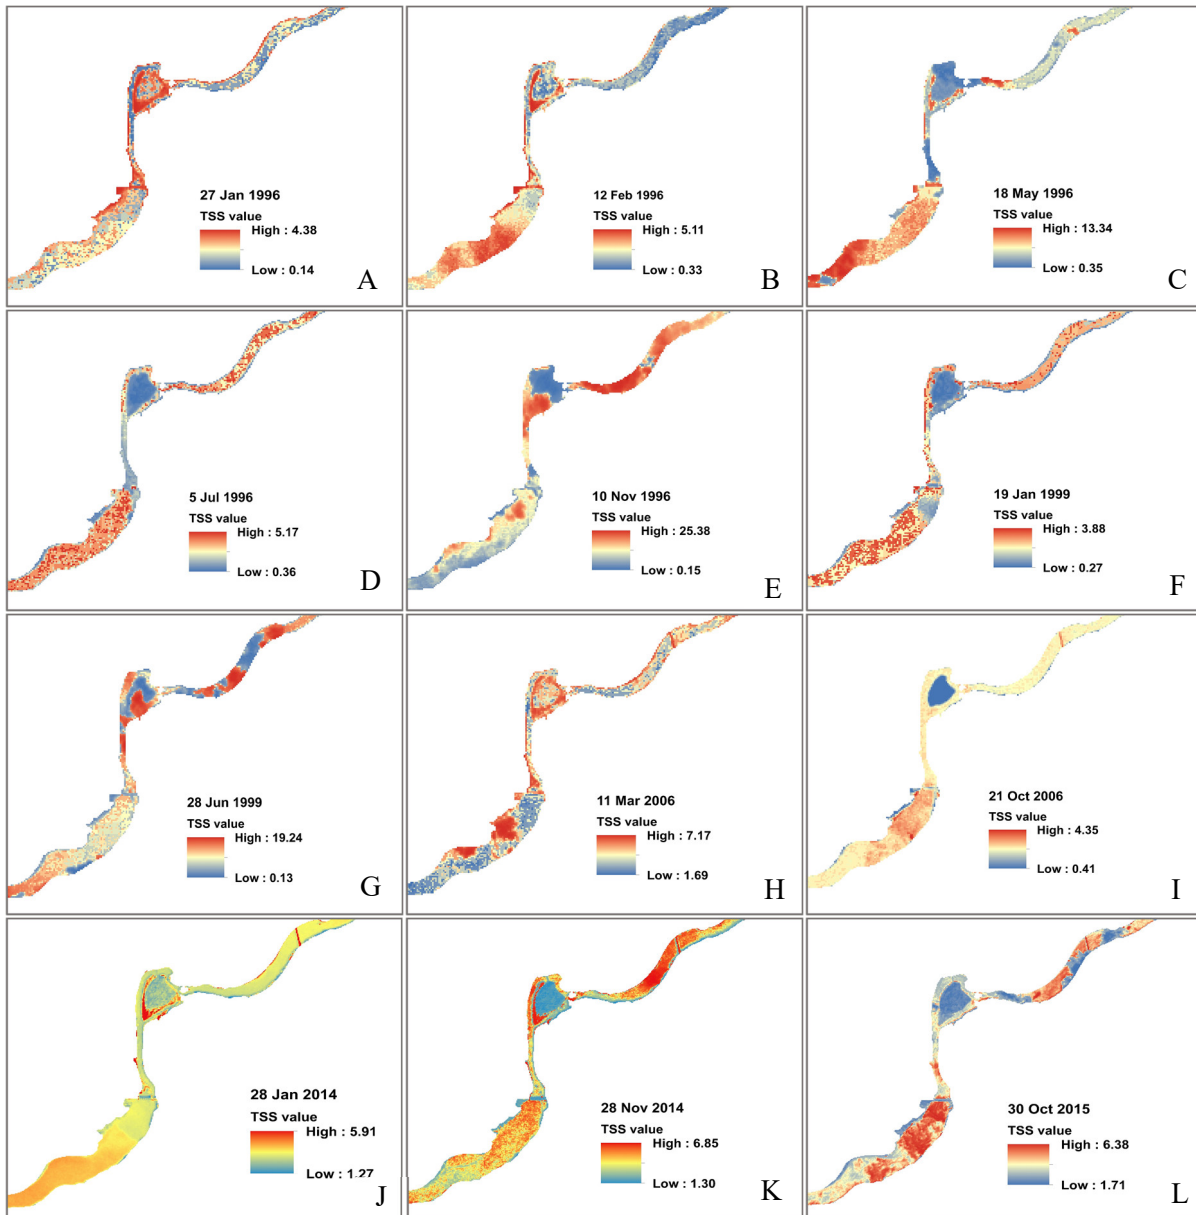 27 Jan 1996
TSS value
High : 4.38
Low : 0.14
A
12 Feb 1996
TSS value
High : 5.11
Low : 0.33
B
18 May 1996
TSS value
High : 13.34
Low : 0.35
C
5 Jul 1996
TSS value
High : 5.17
Low : 0.36
D
10 Nov 1996
TSS value
High : 25.38
Low : 0.15
E
19 Jan 1999
TSS value
High : 3.88
Low : 0.27
F
28 Jun 1999
TSS value
High : 19.24
Low : 0.13
G
11 Mar 2006
TSS value
High : 7.17
Low : 1.69
H
21 Oct 2006
TSS value
High : 4.35
Low : 0.41
I
28 Jan 2014
TSS value
High : 5.91
Low : 1.27
J
28 Nov 2014
TSS value
High : 6.85
Low : 1.30
K
30 Oct 2015
TSS value
High : 6.38
Low : 1.71
L